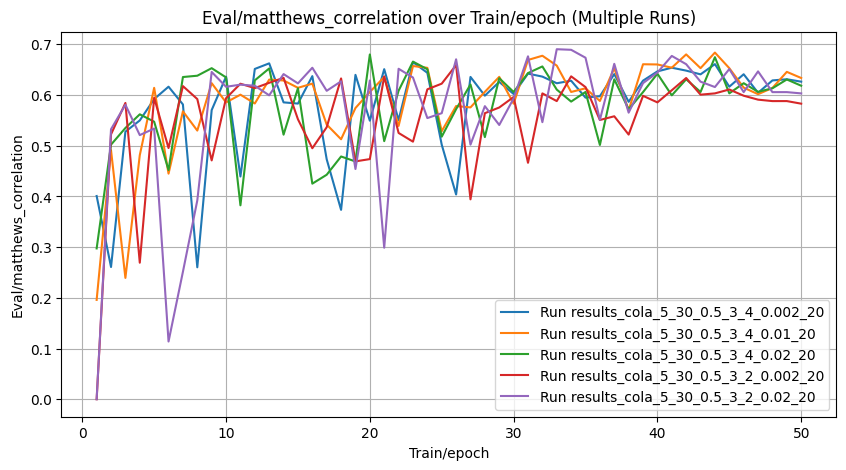 Eval/matthews_correlation over Train/epoch (Multiple Runs)
Eval/matthews_correlation
0.7
0.6
0.5
0.4
0.3
0.2
0.1
0.0
Run results_cola_5_30_0.5_3_4_0.002_20
Run results_cola_5_30_0.5_3_4_0.01_20
Run results_cola_5_30_0.5_3_4_0.02_20
Run results_cola_5_30_0.5_3_2_0.002_20
Run results_cola_5_30_0.5_3_2_0.02_20
0 10 20 30 40 50
Train/epoch